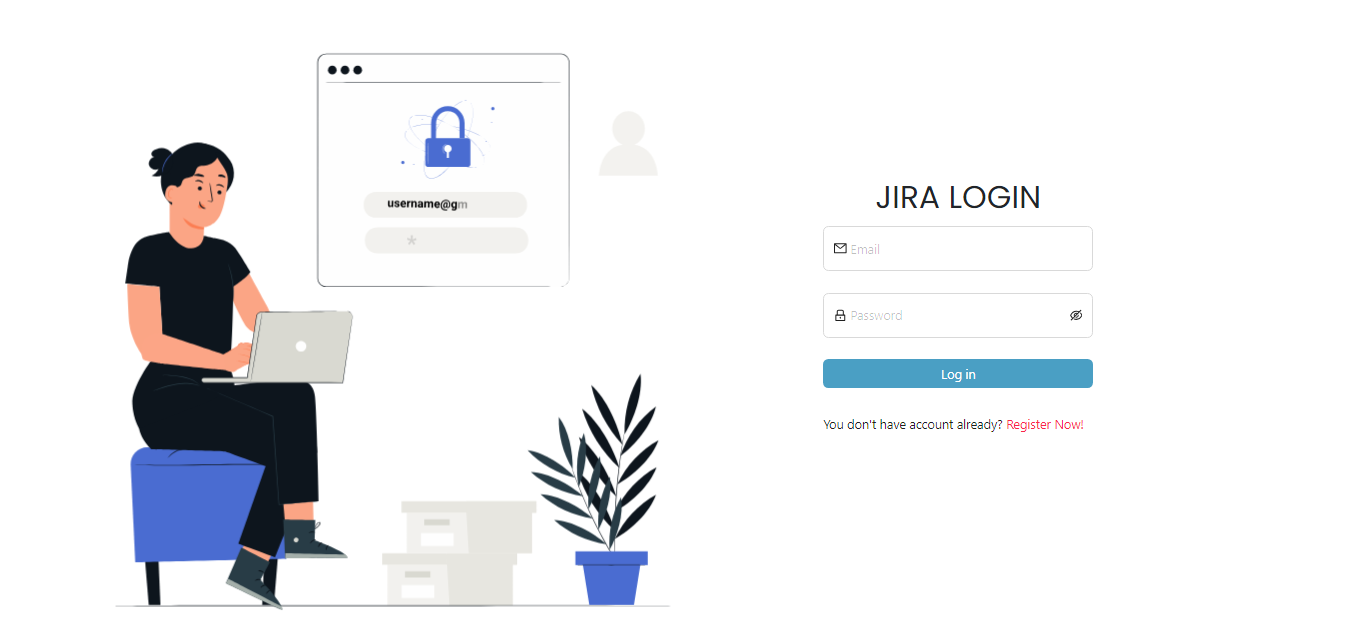 username@gm
*
JIRA LOGIN
Email
Password
Log in
You don't have account already? Register Now!